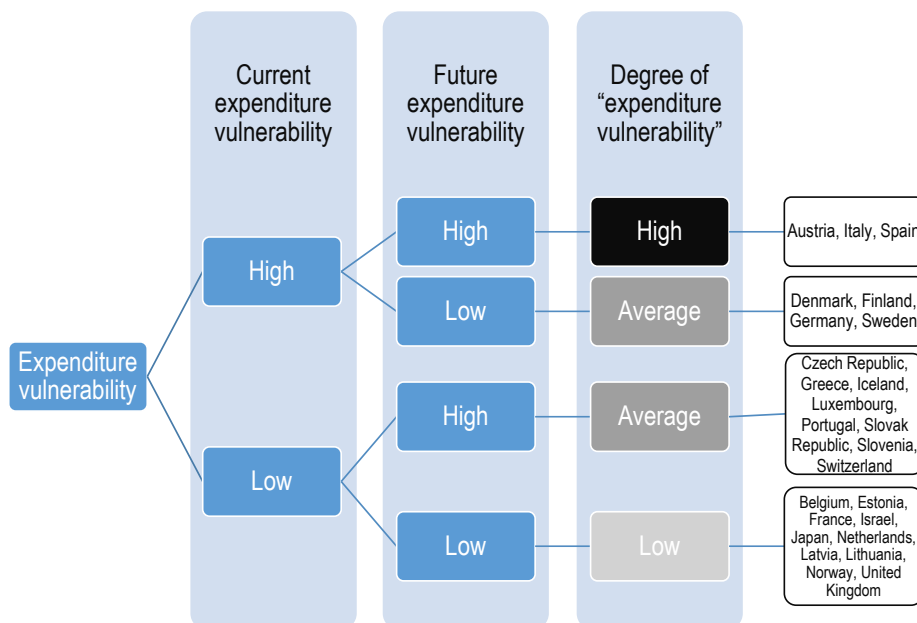 Current
expenditure
vulnerability
Future
expenditure
vulnerability
Degree of
“expenditure
vulnerability”
Expenditure
vulnerability
High
High
High
Austria, Italy, Spain
Low
Average
Denmark, Finland,
Germany, Sweden
Low
High
Average
Czech Republic,
Greece, Iceland,
Luxembourg,
Portugal, Slovak
Republic, Slovenia,
Switzerland
Low
Low
Belgium, Estonia,
France, Israel,
Japan, Netherlands,
Latvia, Lithuania,
Norway, United
Kingdom